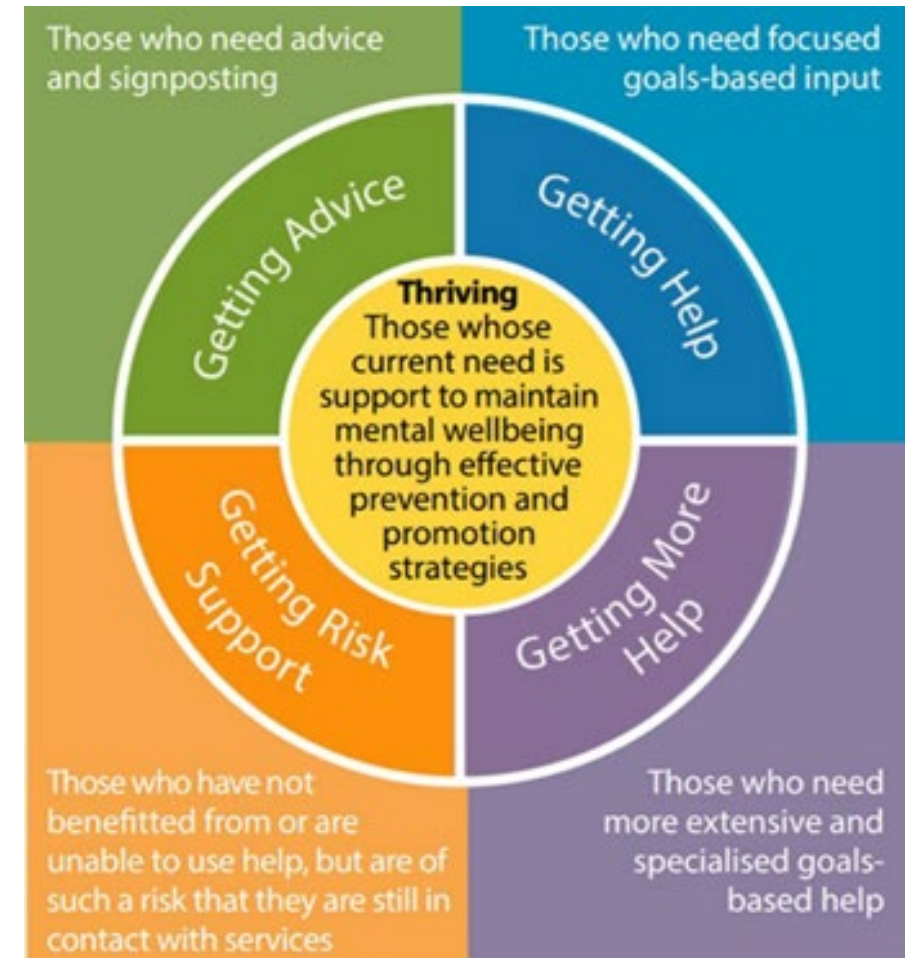 Those who need advice
and signposting
Those who need focused
goals-based input
Getting Advice
Getting Help
Thriving
Those whose
current need is
support to maintain
mental wellbeing
through effective
prevention and
promotion
strategies
Getting Risk
Support
Getting More
Help
Those who have not
benefitted from or are
unable to use help, but are of
such a risk that they are still in
contact with services
Those who need
more extensive and
specialised goals-
based help